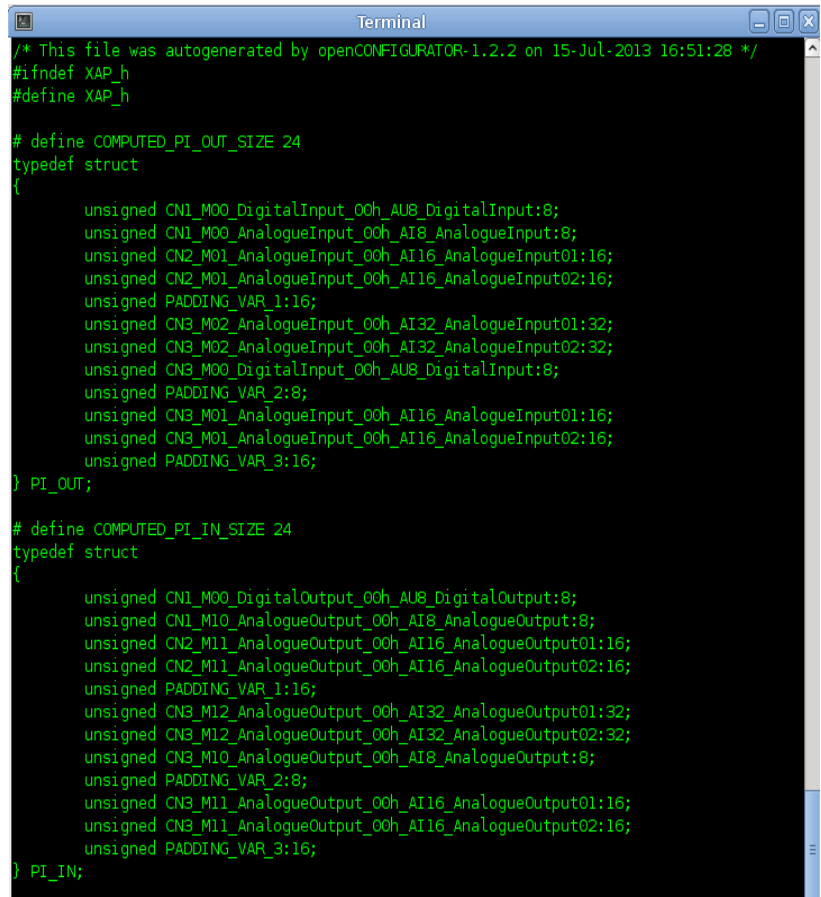 Terminal
/* This file was autogenerated by openCONFIGURATOR-1.2.2 on 15-Jul-2013 16:51:28 */
#ifndef XAP_h
#define XAP_h
# define COMPUTED_PI_OUT_SIZE 24
typedef struct
{
unsigned CN1_M00_DigitalInput_00h_AU8_DigitalInput:8;
unsigned CN1_M00_AnalogueInput_00h_AI8_AnalogueInput:8;
unsigned CN2_M01_AnalogueInput_00h_AI16_AnalogueInput01:16;
unsigned CN2_M01_AnalogueInput_00h_AI16_AnalogueInput02:16;
unsigned PADDING_VAR_1:16;
unsigned CN3_M02_AnalogueInput_00h_AI32_AnalogueInput01:32;
unsigned CN3_M02_AnalogueInput_00h_AI32_AnalogueInput02:32;
unsigned CN3_M00_DigitalInput_00h_AU8_DigitalInput:8;
unsigned PADDING_VAR_2:8;
unsigned CN3_M01_AnalogueInput_00h_AI16_AnalogueInput01:16;
unsigned CN3_M01_AnalogueInput_00h_AI16_AnalogueInput02:16;
unsigned PADDING_VAR_3:16;
} PI_OUT;
# define COMPUTED_PI_IN_SIZE 24
typedef struct
{
unsigned CN1_M00_DigitalOutput_00h_AU8_DigitalOutput:8;
unsigned CN1_M10_AnalogueOutput_00h_AI8_AnalogueOutput:8;
unsigned CN2_M11_AnalogueOutput_00h_AI16_AnalogueOutput01:16;
unsigned CN2_M11_AnalogueOutput_00h_AI16_AnalogueOutput02:16;
unsigned PADDING_VAR_1:16;
unsigned CN3_M12_AnalogueOutput_00h_AI32_AnalogueOutput01:32;
unsigned CN3_M12_AnalogueOutput_00h_AI32_AnalogueOutput02:32;
unsigned CN3_M10_AnalogueOutput_00h_AI8_AnalogueOutput:8;
unsigned PADDING_VAR_2:8;
unsigned CN3_M11_AnalogueOutput_00h_AI16_AnalogueOutput01:16;
unsigned CN3_M11_AnalogueOutput_00h_AI16_AnalogueOutput02:16;
unsigned PADDING_VAR_3:16;
} PI_IN;